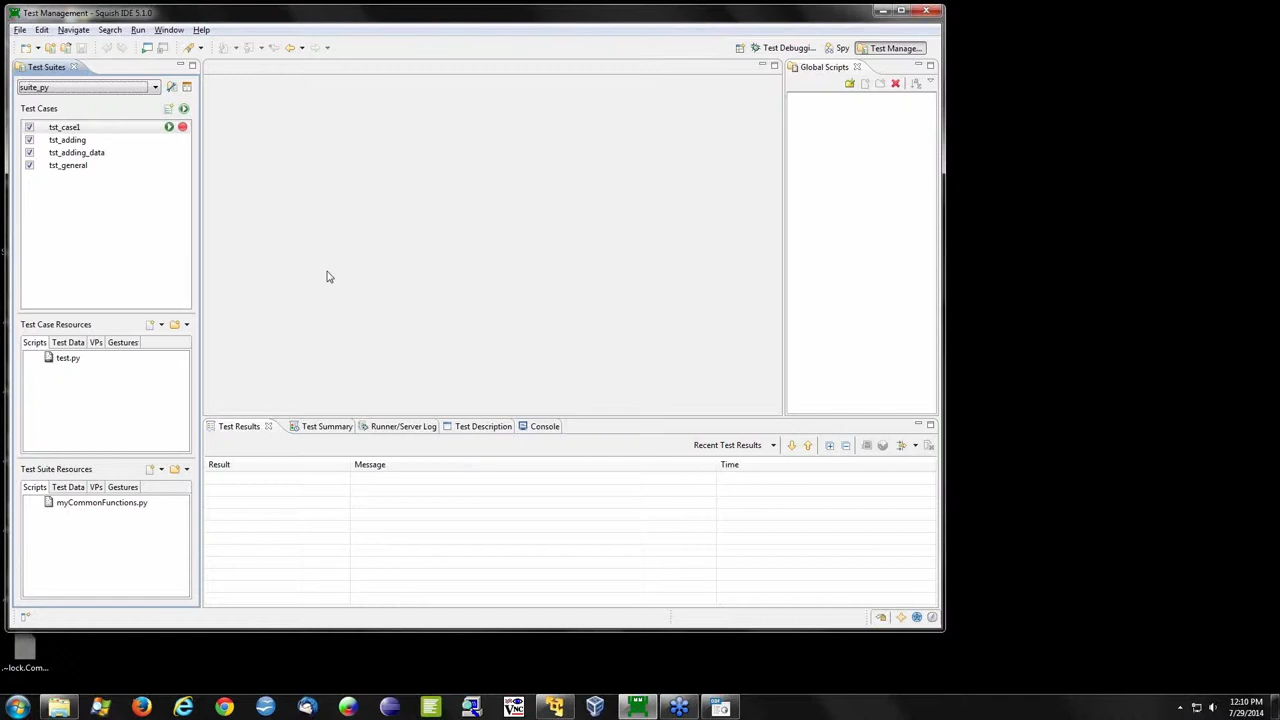 Test Management - Squish IDE 5.1.0
File Edit Navigate Search Run Window Help
Test Debuggi... Spy Test Manage...
Test Suites
suite_py
Test Cases
tst_case1
tst_adding
tst_adding_data
tst_general
Test Case Resources
Scripts Test Data VPs Gestures
test.py
Test Suite Resources
Scripts Test Data VPs Gestures
myCommonFunctions.py
Global Scripts
Test Results Test Summary Runner/Server Log Test Description Console
Recent Test Results
Result Message Time
.~lock.Com...
12:10 PM
7/29/2014